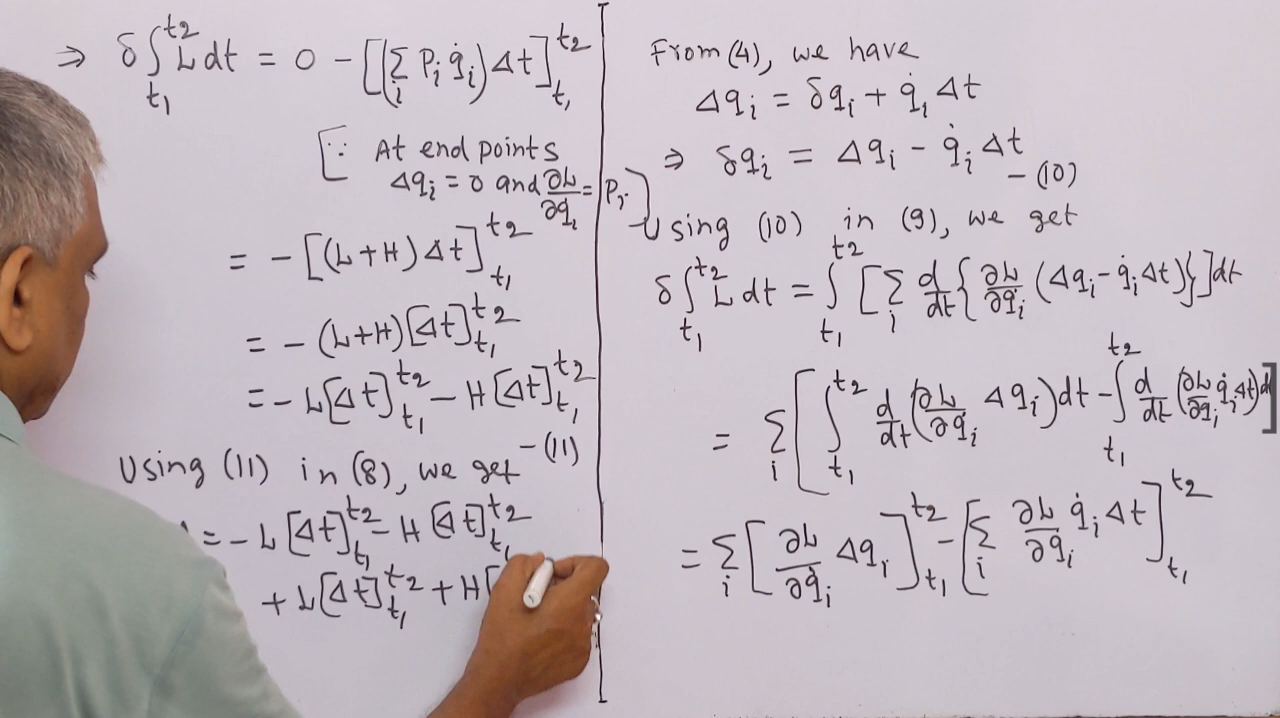 ⇒ δ∫_{t₁}^{t₂} L dt = 0 - [(Σ_i P_i q̇_i) Δt]_{t₁}^{t₂}
[∵ At end points
Δq_i = 0 and ∂L/∂q̇_i = P_i]
= - [(L+H) Δt]_{t₁}^{t₂}
= - (L+H) [Δt]_{t₁}^{t₂}
= - L[Δt]_{t₁}^{t₂} - H[Δt]_{t₁}^{t₂}
- (11)
Using (11) in (8), we get
= - L[Δt]_{t₁}^{t₂} - H[Δt]_{t₁}^{t₂}
+ L[Δt]_{t₁}^{t₂} + H[
From (4), we have
Δq_i = δq_i + q̇_i Δt
⇒ δq_i = Δq_i - q̇_i Δt
- (10)
Using (10) in (9), we get
δ∫_{t₁}^{t₂} L dt = ∫_{t₁}^{t₂} [Σ_i d/dt {∂L/∂q̇_i (Δq_i - q̇_i Δt)}] dt
= Σ_i [∫_{t₁}^{t₂} d/dt (∂L/∂q̇_i Δq_i) dt - ∫_{t₁}^{t₂} d/dt (∂L/∂q̇_i q̇_i Δt) d]
= Σ_i [∂L/∂q̇_i Δq_i]_{t₁}^{t₂} - [Σ_i ∂L/∂q̇_i q̇_i Δt]_{t₁}^{t₂}